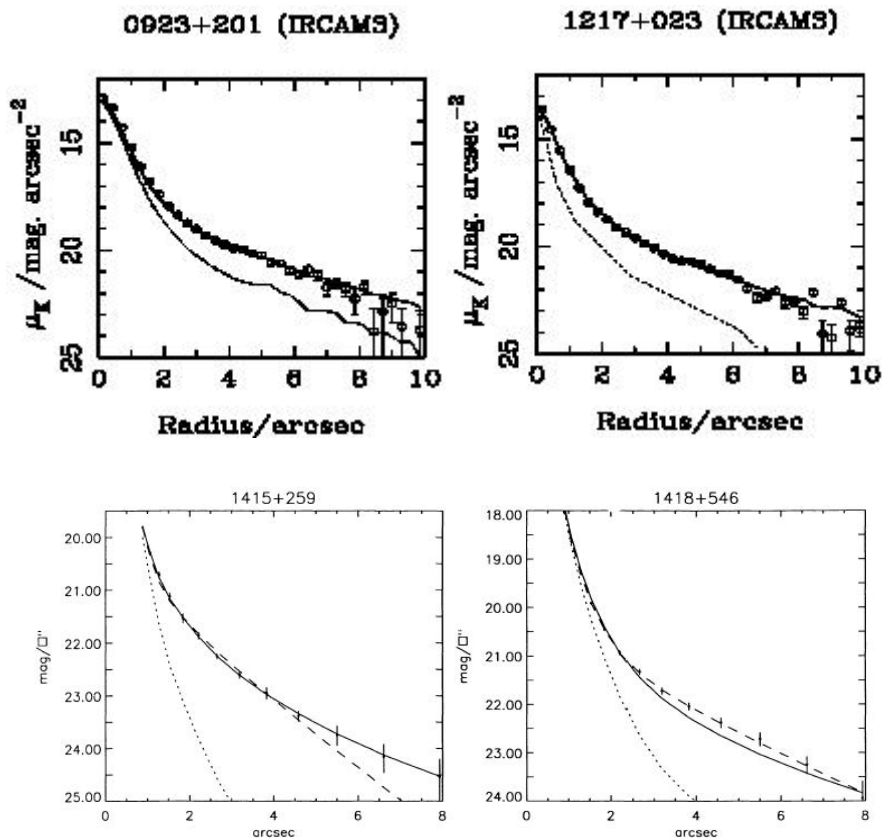 0923+201 (IRCAM3)
1217+023 (IRCAM3)
μK /mag. arcsec-2
15
20
25
0 2 4 6 8 10
Radius/arcsec
μK /mag. arcsec-2
15
20
25
0 2 4 6 8 10
Radius/arcsec
1415+259
mag/□"
20.00
21.00
22.00
23.00
24.00
25.00
0 2 4 6 8
arcsec
1418+546
mag/□"
18.00
19.00
20.00
21.00
22.00
23.00
24.00
0 2 4 6 8
arcsec